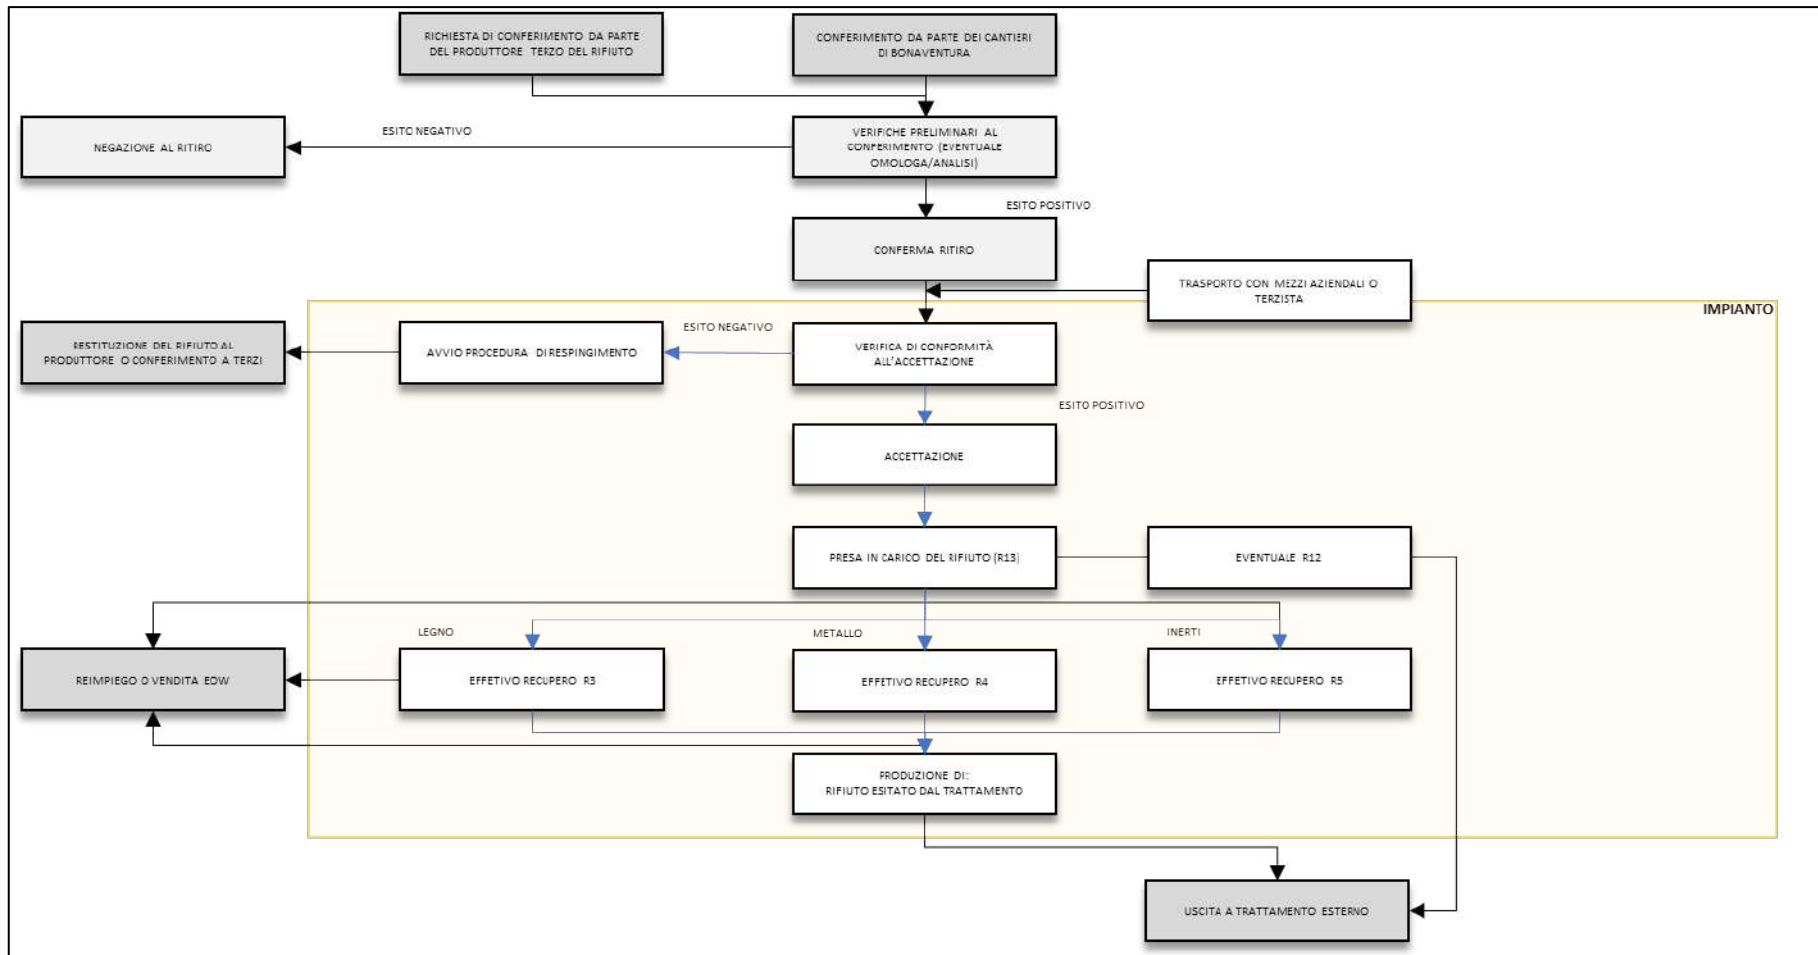 RICHIESTA DI CONFERIMENTO DA PARTE
DEL PRODUTTORE TERZO DEL RIFIUTO
CONFERIMENTO DA PARTE DEI CANTIERI
DI BONAVENTURA
NEGAZIONE AL RITIRO
ESITO NEGATIVO
VERIFICHE PRELIMINARI AL
CONFERIMENTO (EVENTUALE
OMOLOGA/ANALISI)
ESITO POSITIVO
CONFERMA RITIRO
TRASPORTO CON MEZZI AZIENDALI O
TERZISTA
IMPIANTO
RESTITUZIONE DEL RIFIUTO AL
PRODUTTORE O CONFERIMENTO A TERZI
AVVIO PROCEDURA DI RESPINGIMENTO
ESITO NEGATIVO
VERIFICA DI CONFORMITÀ
ALL'ACCETTAZIONE
ESITO POSITIVO
ACCETTAZIONE
PRESA IN CARICO DEL RIFIUTO (R13)
EVENTUALE R12
LEGNO
METALLO
INERTI
REIMPIEGO O VENDITA EOW
EFFETIVO RECUPERO R3
EFFETIVO RECUPERO R4
EFFETIVO RECUPERO R5
PRODUZIONE DI:
RIFIUTO ESITATO DAL TRATTAMENTO
USCITA A TRATTAMENTO ESTERNO